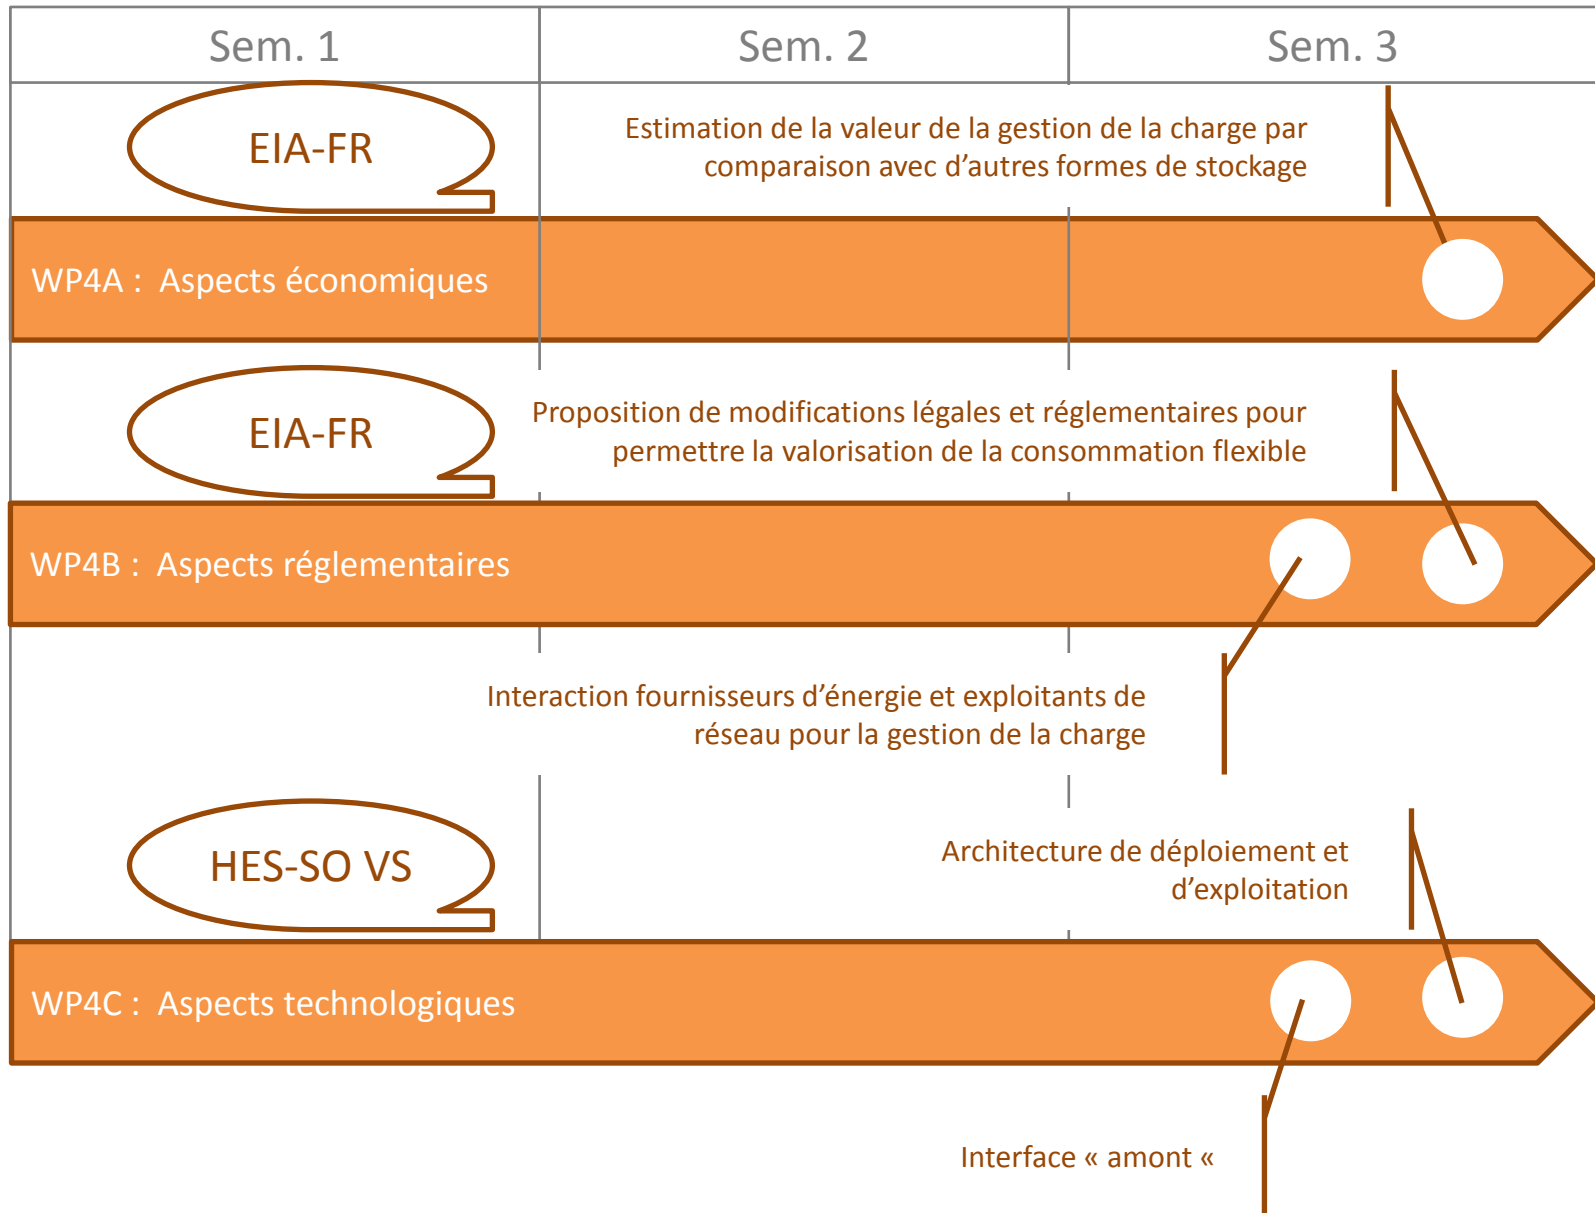 Sem. 1
Sem. 2
Sem. 3
EIA-FR
Estimation de la valeur de la gestion de la charge par
comparaison avec d'autres formes de stockage
WP4A :  Aspects économiques
EIA-FR
Proposition de modifications légales et réglementaires pour
permettre la valorisation de la consommation flexible
WP4B :  Aspects réglementaires
Interaction fournisseurs d'énergie et exploitants de
réseau pour la gestion de la charge
HES-SO VS
Architecture de déploiement et
d'exploitation
WP4C :  Aspects technologiques
Interface « amont «